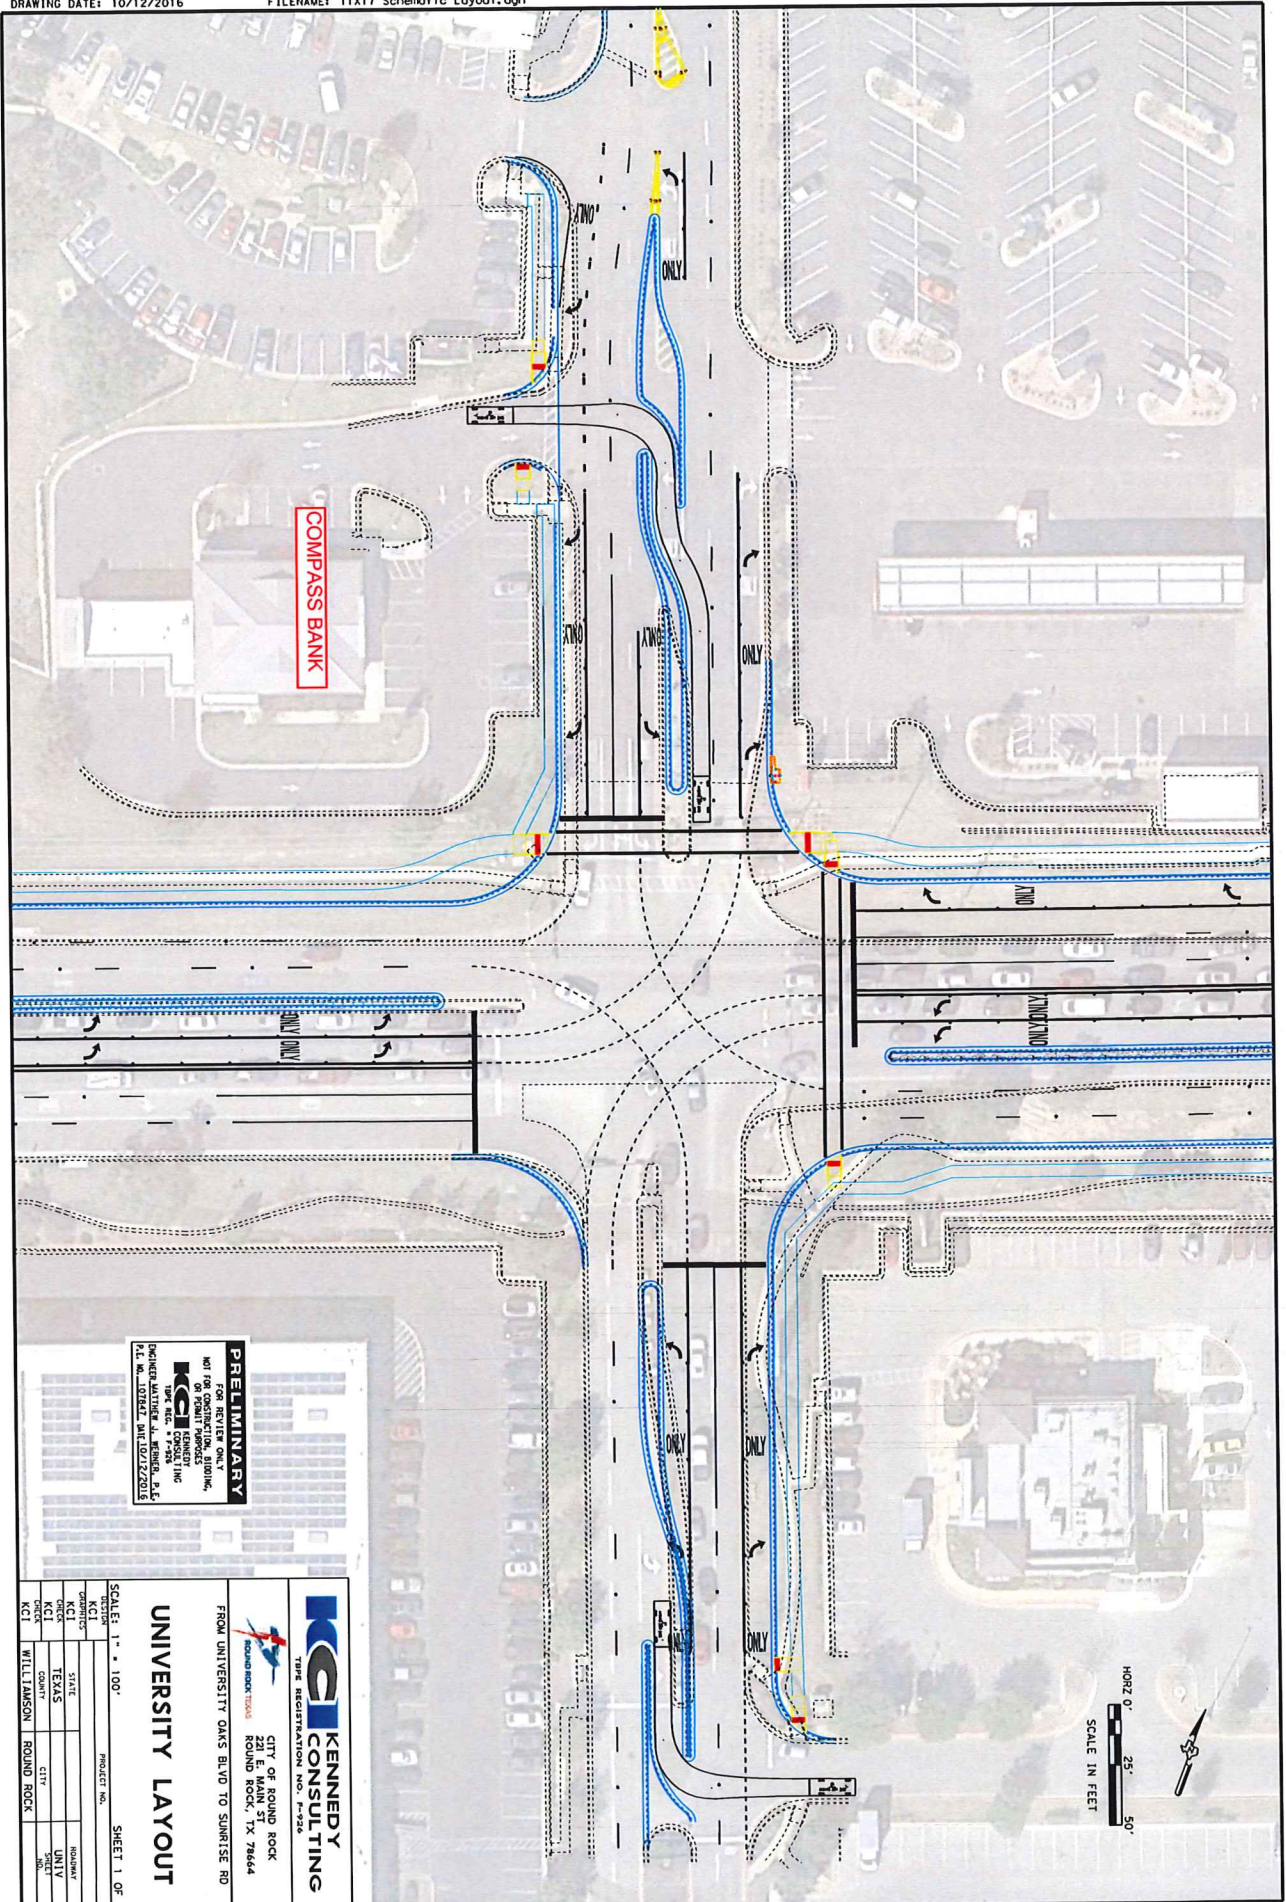 DRAWING DATE: 10/12/2016
FILENAME: 11X17 Schematic Layout.dgn
ONLY
ONLY
COMPASS BANK
ONLY
ONLY
ONLY
ONLY
ONLY ONLY
ONLY ONLY
ONLY
ONLY
ONLY
ONLY
HORZ 0' 25' 50'
SCALE IN FEET
PRELIMINARY
FOR REVIEW ONLY
NOT FOR CONSTRUCTION, BIDDING,
OR PERMIT PURPOSES
KCI KENNEDY
CONSULTING
TBPE REG. # F-926
ENGINEER MATTHEW J. WERNER, P.E.
P.E. NO. 107847 DATE 10/12/2016
KCI KENNEDY
CONSULTING
TBPE REGISTRATION NO. F-926
ROUND ROCK TEXAS
CITY OF ROUND ROCK
221 E. MAIN ST
ROUND ROCK, TX 78664
FROM UNIVERSITY OAKS BLVD TO SUNRISE RD
UNIVERSITY LAYOUT
SCALE: 1" = 100' SHEET 1 OF
DESIGN
KCI
GRAPHICS
KCI
CHECK
KCI
CHECK
KCI
PROJECT NO.
STATE
TEXAS
COUNTY
WILLIAMSON
CITY
ROUND ROCK
HIGHWAY
UNIV
SHEET
NO.